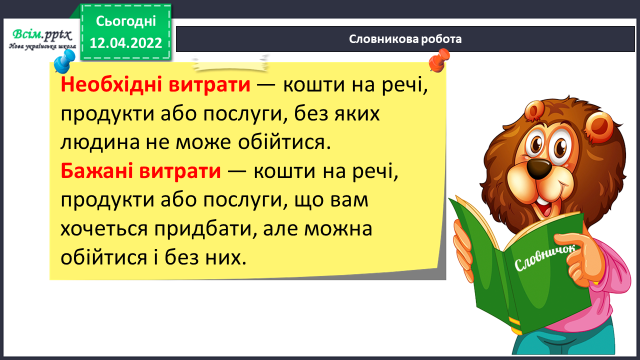 Всім.pptx
Нова українська школа
Сьогодні
12.04.2022
Словникова робота
Необхідні витрати — кошти на речі,
продукти або послуги, без яких
людина не може обійтися.
Бажані витрати — кошти на речі,
продукти або послуги, що вам
хочеться придбати, але можна
обійтися і без них.
Словничок